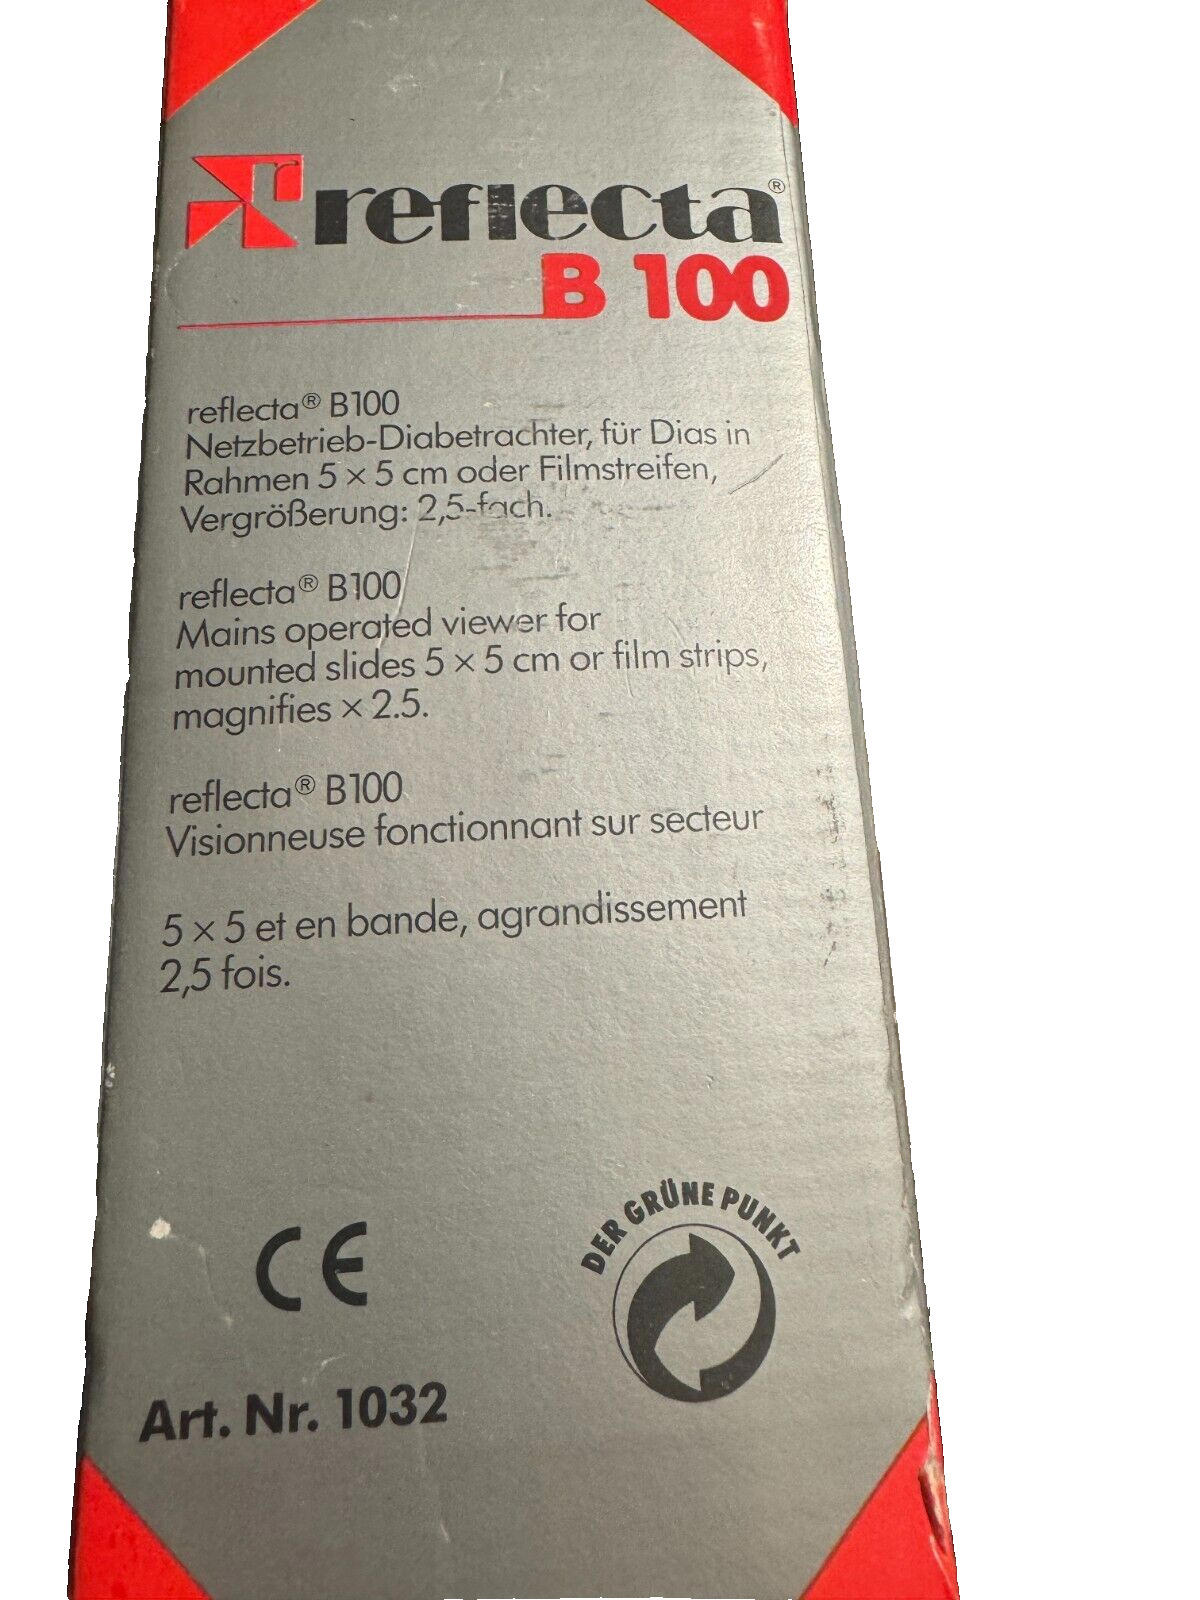 reflecta®
B 100
reflecta® B100
Netzbetrieb-Diabetrachter, für Dias in
Rahmen 5 × 5 cm oder Filmstreifen,
Vergrößerung: 2,5-fach.
reflecta® B100
Mains operated viewer for
mounted slides 5 × 5 cm or film strips,
magnifies × 2.5.
reflecta® B100
Visionneuse fonctionnant sur secteur
5 × 5 et en bande, agrandissement
2,5 fois.
DER GRÜNE PUNKT
CE
Art. Nr. 1032